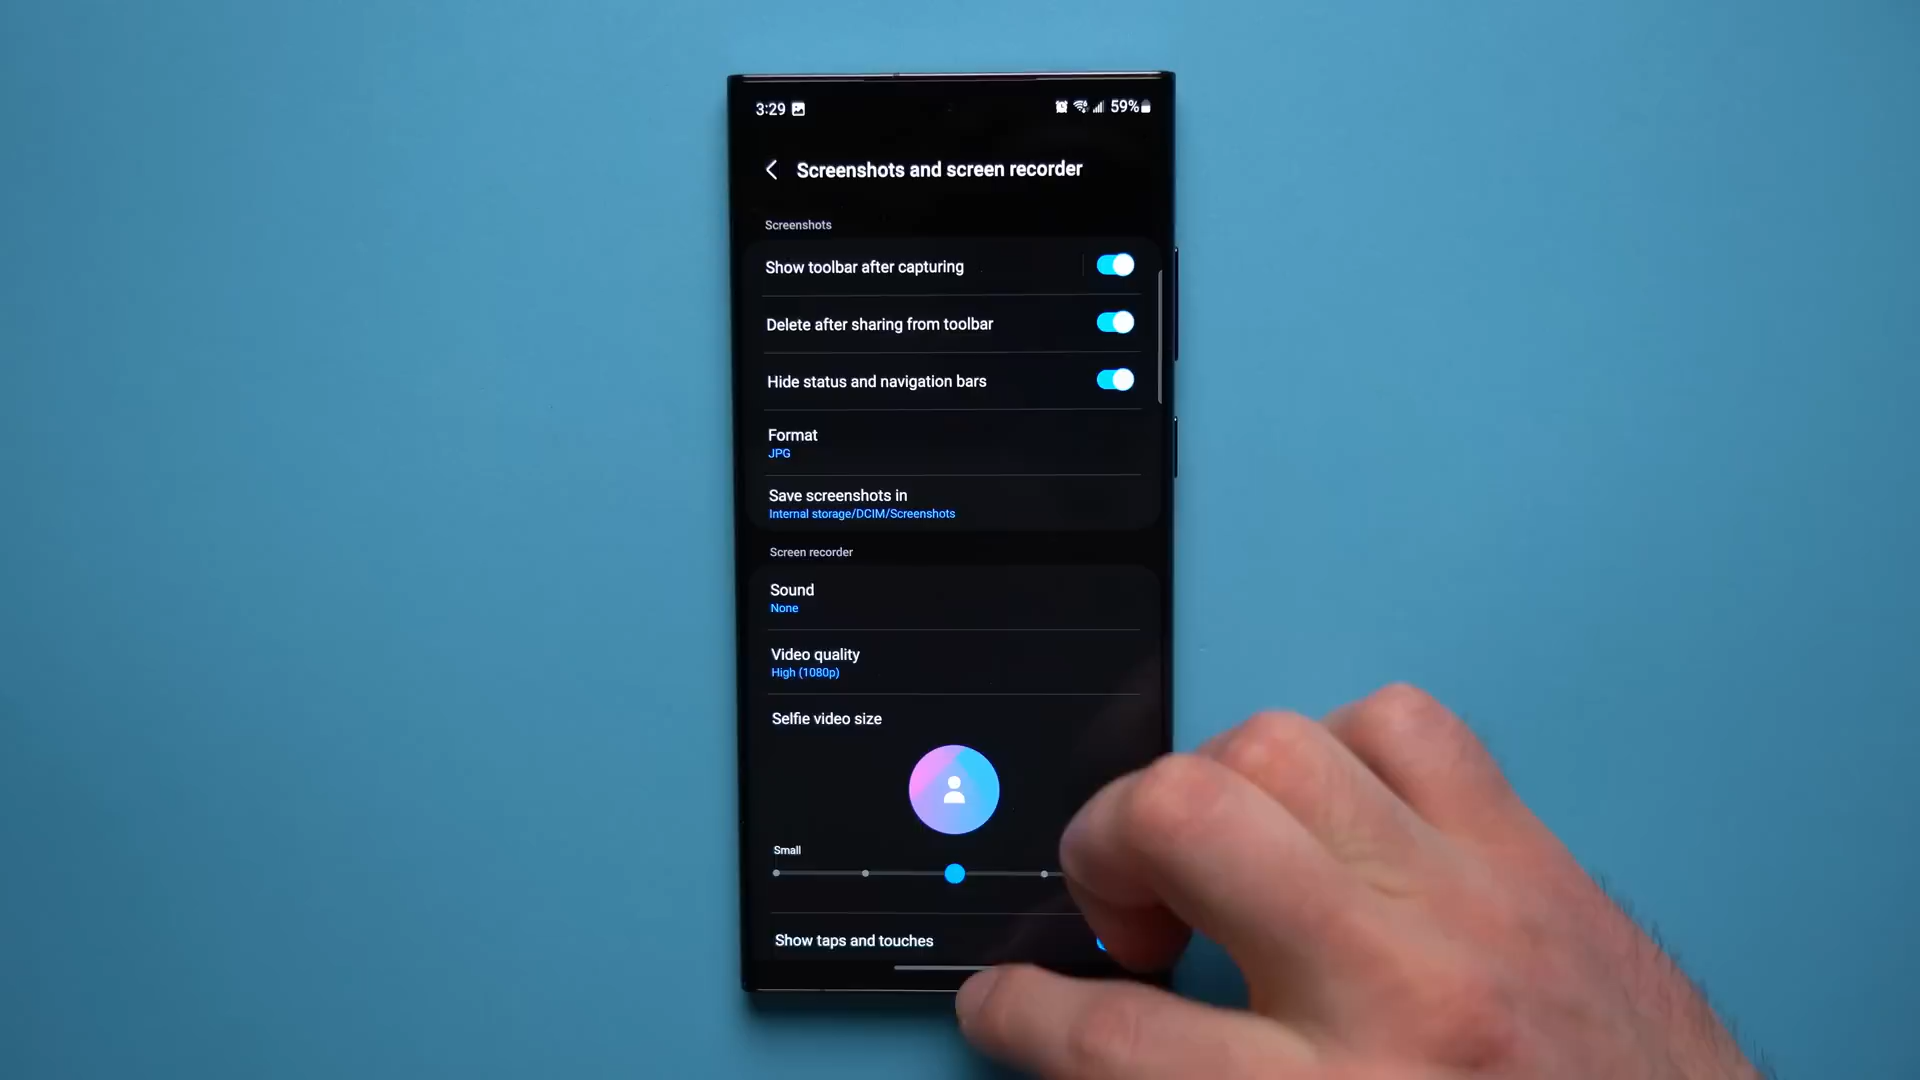 3:29
59%
Screenshots and screen recorder
Screenshots
Show toolbar after capturing
Delete after sharing from toolbar
Hide status and navigation bars
Format
JPG
Save screenshots in
Internal storage/DCIM/Screenshots
Screen recorder
Sound
None
Video quality
High (1080p)
Selfie video size
Small
Show taps and touches